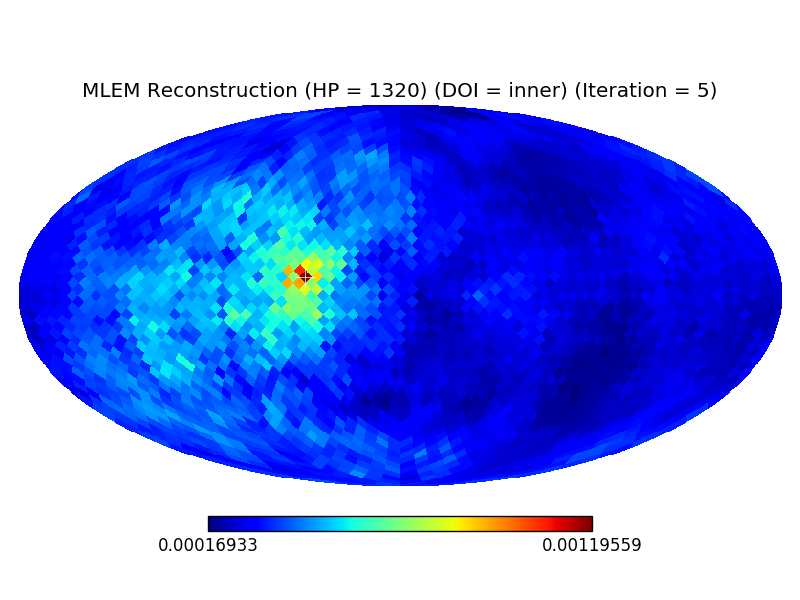 MLEM Reconstruction (HP = 1320) (DOI = inner) (Iteration = 5)
0.00016933 0.00119559